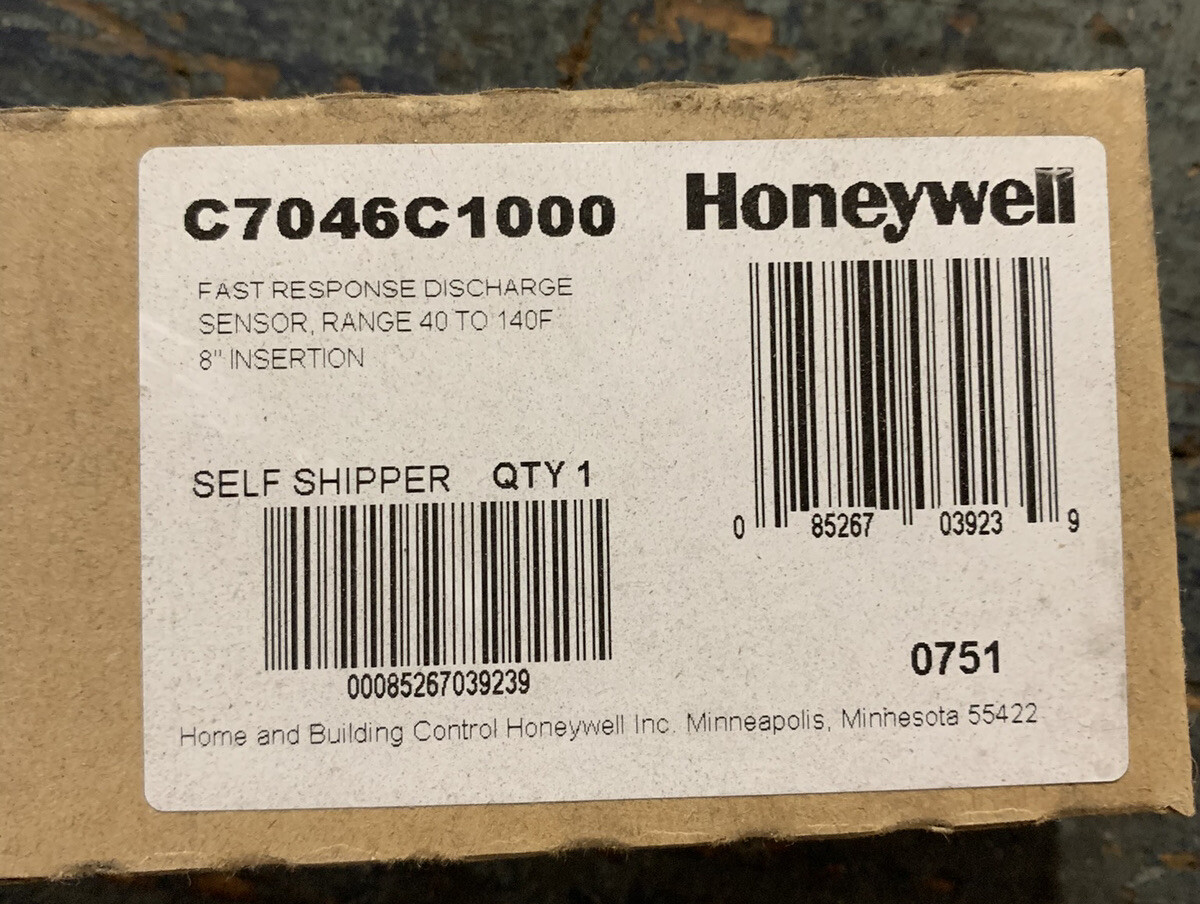 C7046C1000
Honeywell
FAST RESPONSE DISCHARGE
SENSOR, RANGE 40 TO 140F
8" INSERTION
SELF SHIPPER QTY 1
0 85267 03923 9
00085267039239
0751
Home and Building Control Honeywell Inc. Minneapolis, Minnesota 55422